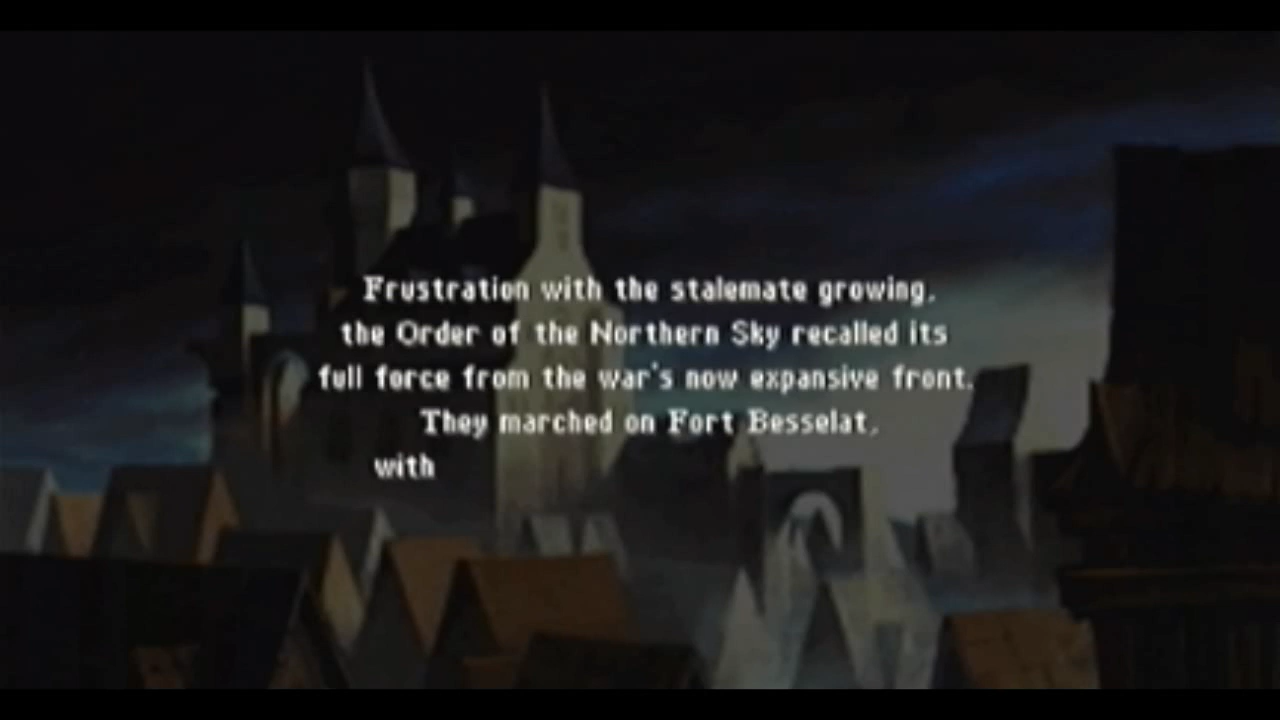 Frustration with the stalemate growing,
the Order of the Northern Sky recalled its
full force from the war's now expansive front.
They marched on Fort Besselat,
with